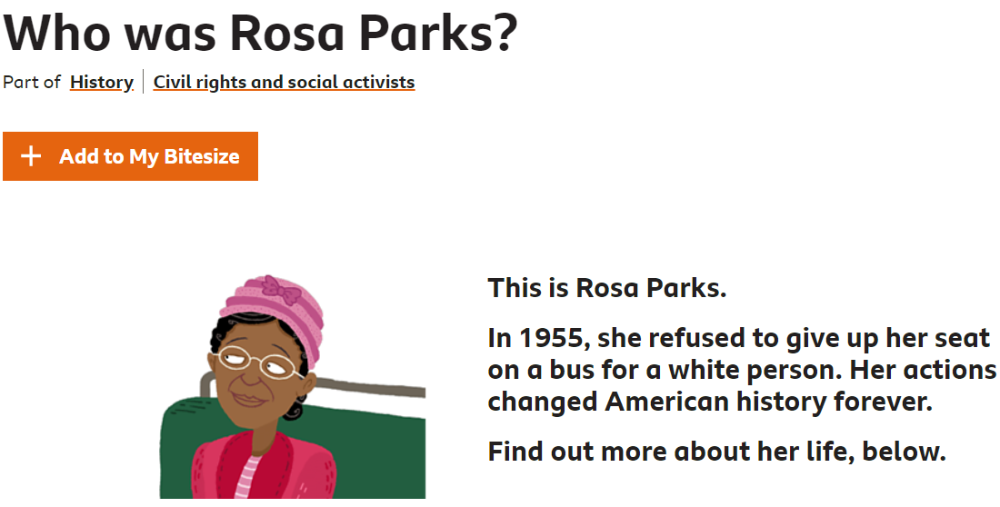 Who was Rosa Parks?
Part of History Civil rights and social activists
+ Add to My Bitesize
This is Rosa Parks.
In 1955, she refused to give up her seat
on a bus for a white person. Her actions
changed American history forever.
Find out more about her life, below.